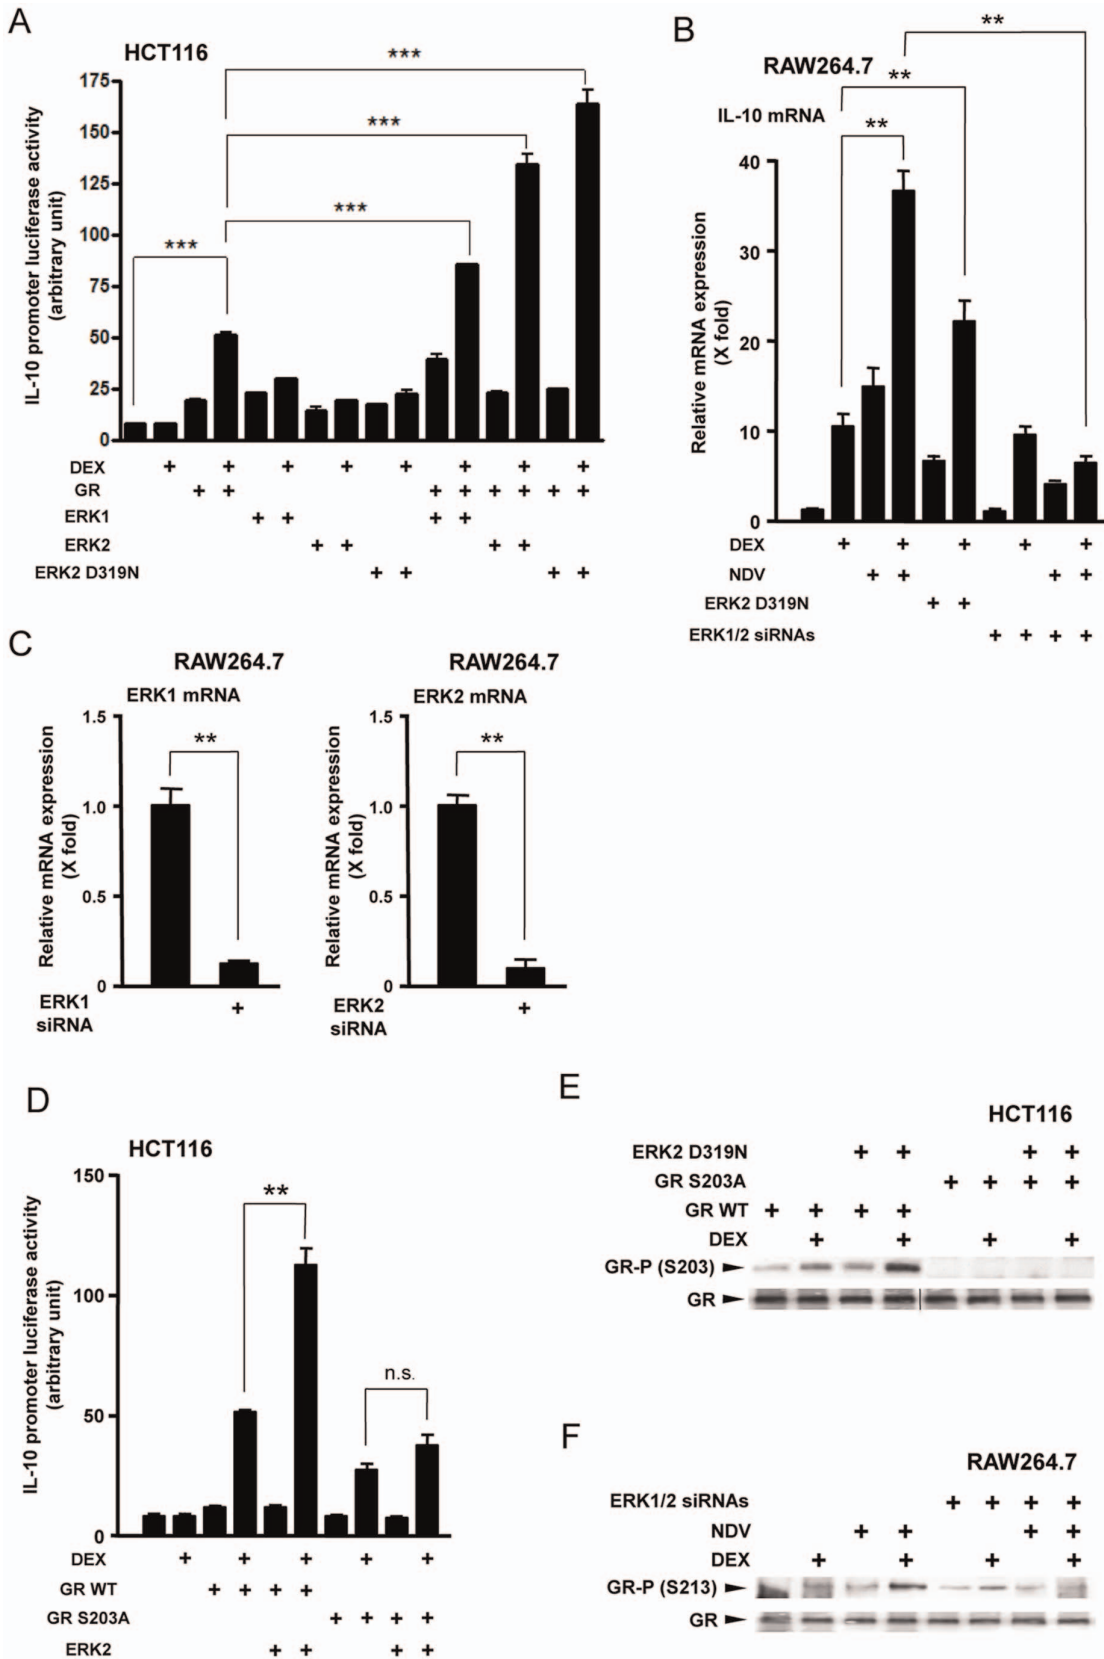 A
HCT116
***
***
***
***
IL-10 promoter luciferase activity
(arbitrary unit)
175
150
125
100
75
50
25
0
DEX + + + + + + + +
GR + + + + + + + +
ERK1 + + + +
ERK2 + + + +
ERK2 D319N + + + +
B
**
RAW264.7
**
IL-10 mRNA
**
Relative mRNA expression
(X fold)
40
30
20
10
0
DEX + + + + +
NDV + + + +
ERK2 D319N + +
ERK1/2 siRNAs + + + +
C
RAW264.7
ERK1 mRNA
**
Relative mRNA expression
(X fold)
1.5
1.0
0.5
0
ERK1
siRNA +
RAW264.7
ERK2 mRNA
**
Relative mRNA expression
(X fold)
1.5
1.0
0.5
0
ERK2
siRNA +
D
HCT116
**
n.s.
IL-10 promoter luciferase activity
(arbitrary unit)
150
100
50
0
DEX + + + + +
GR WT + + + +
GR S203A + + + +
ERK2 + + + +
E
HCT116
ERK2 D319N + + + +
GR S203A + + + +
GR WT + + + +
DEX + + + +
GR-P (S203)
GR
F
RAW264.7
ERK1/2 siRNAs + + + +
NDV + + + +
DEX + + + +
GR-P (S213)
GR